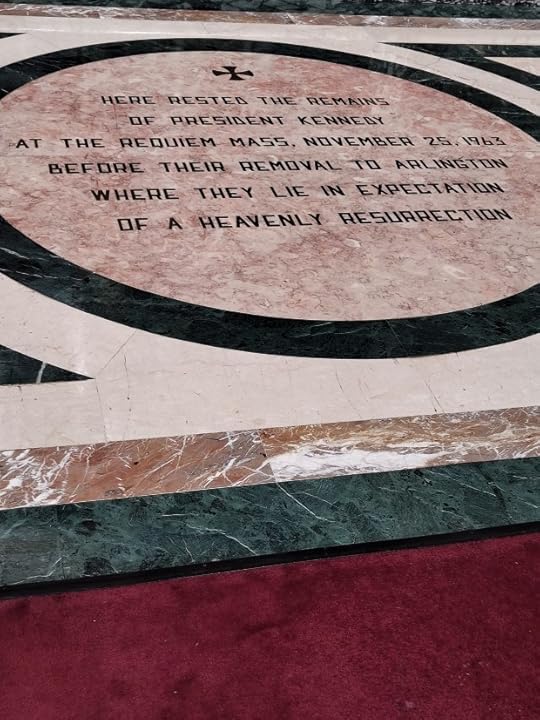 HERE RESTED THE REMAINS
OF PRESIDENT KENNEDY
AT THE REQUIEM MASS, NOVEMBER 25, 1963
BEFORE THEIR REMOVAL TO ARLINGTON
WHERE THEY LIE IN EXPECTATION
OF A HEAVENLY RESURRECTION